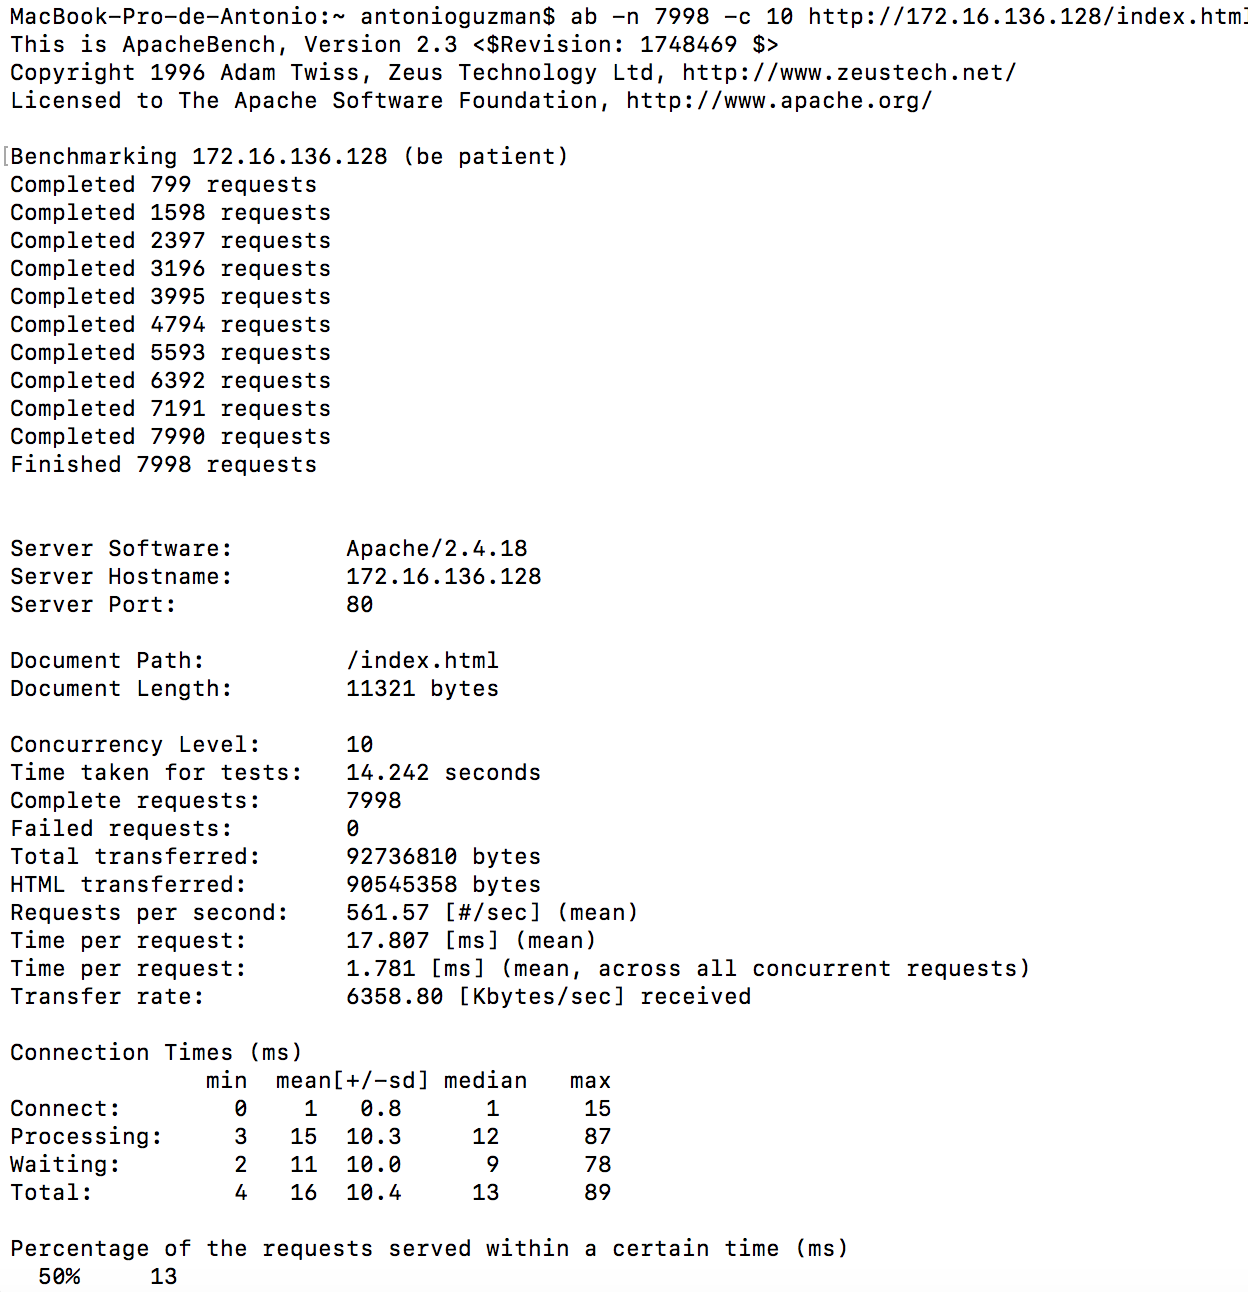 MacBook-Pro-de-Antonio:~ antonioguzman$ ab -n 7998 -c 10 http://172.16.136.128/index.html
This is ApacheBench, Version 2.3 <$Revision: 1748469 $>
Copyright 1996 Adam Twiss, Zeus Technology Ltd, http://www.zeustech.net/
Licensed to The Apache Software Foundation, http://www.apache.org/

[Benchmarking 172.16.136.128 (be patient)
Completed 799 requests
Completed 1598 requests
Completed 2397 requests
Completed 3196 requests
Completed 3995 requests
Completed 4794 requests
Completed 5593 requests
Completed 6392 requests
Completed 7191 requests
Completed 7990 requests
Finished 7998 requests

Server Software:        Apache/2.4.18
Server Hostname:        172.16.136.128
Server Port:            80

Document Path:          /index.html
Document Length:        11321 bytes

Concurrency Level:      10
Time taken for tests:   14.242 seconds
Complete requests:      7998
Failed requests:        0
Total transferred:      92736810 bytes
HTML transferred:       90545358 bytes
Requests per second:    561.57 [#/sec] (mean)
Time per request:       17.807 [ms] (mean)
Time per request:       1.781 [ms] (mean, across all concurrent requests)
Transfer rate:          6358.80 [Kbytes/sec] received

Connection Times (ms)
              min  mean[+/-sd] median   max
Connect:        0    1   0.8      1      15
Processing:     3   15  10.3     12      87
Waiting:        2   11  10.0      9      78
Total:          4   16  10.4     13      89

Percentage of the requests served within a certain time (ms)
  50%     13